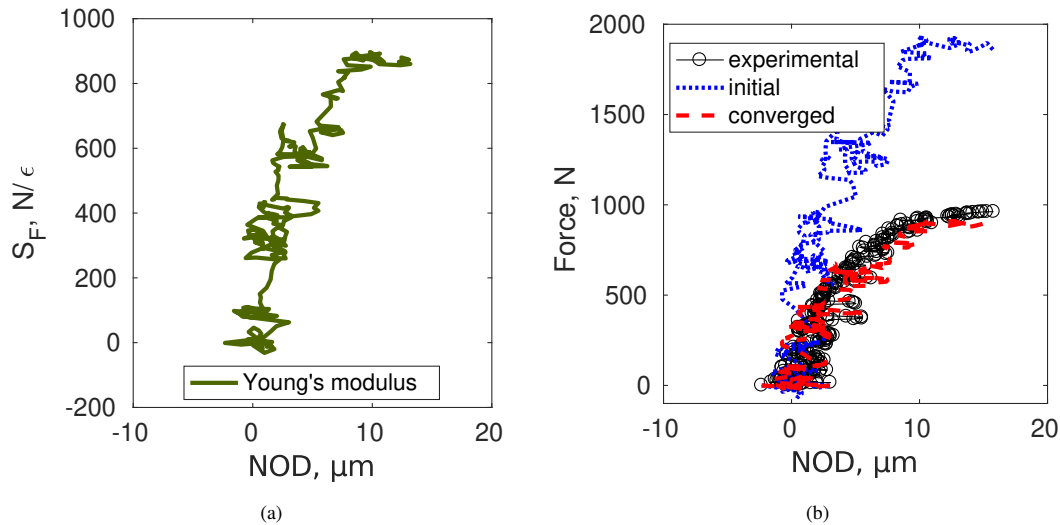 1000
800
600
400
200
0
-200
-10
0
10
20
S_F, N/ ϵ
NOD, μm
Young's modulus
(a)
2000
1500
1000
500
0
-10
0
10
20
Force, N
NOD, μm
experimental
initial
converged
(b)